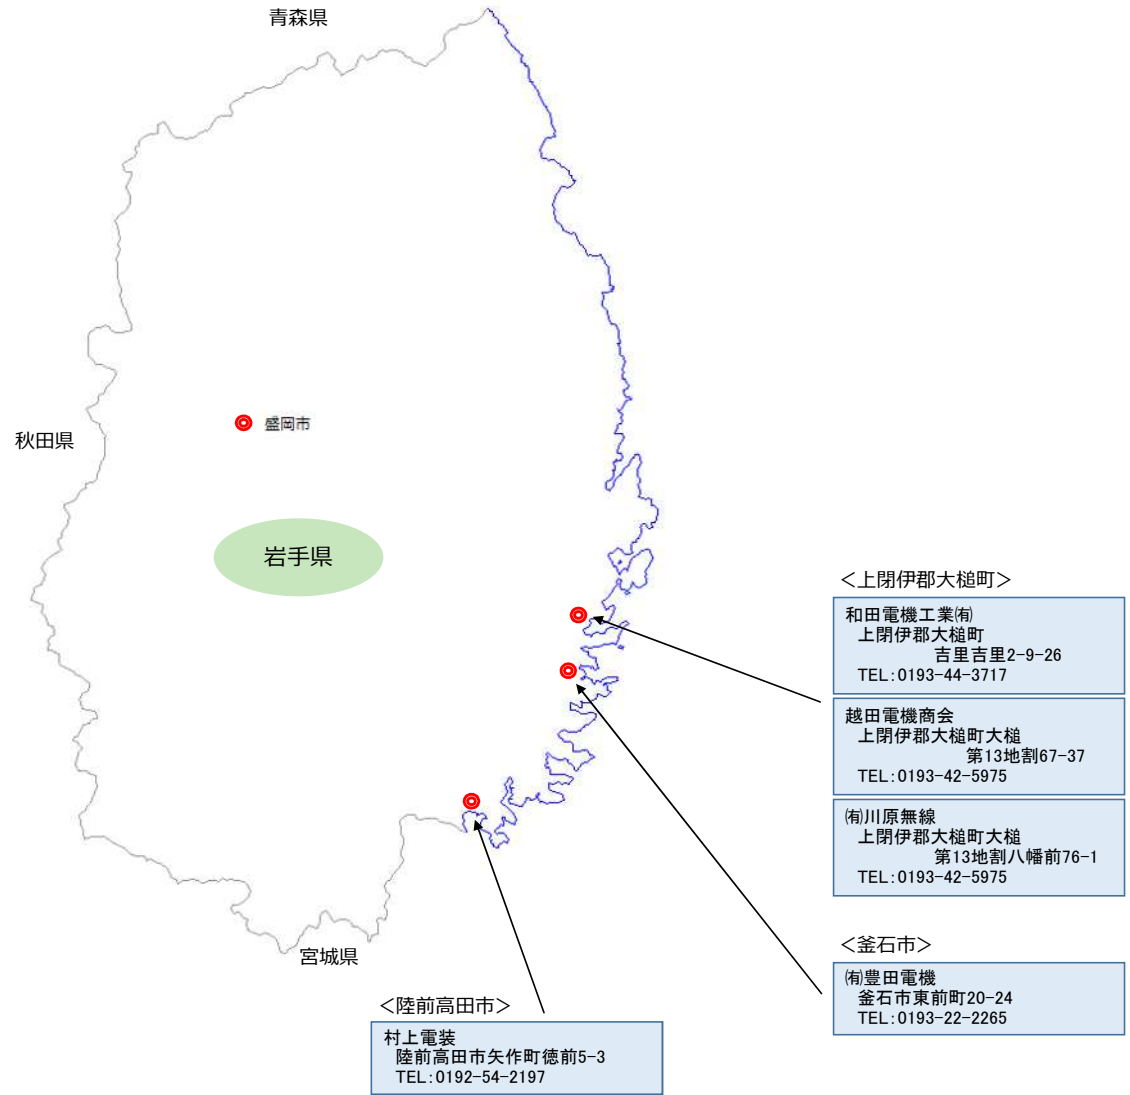 青森県
盛岡市
秋田県
岩手県
＜上閉伊郡大槌町＞
和田電機工業㈲
上閉伊郡大槌町
吉里吉里2-9-26
TEL:0193-44-3717
越田電機商会
上閉伊郡大槌町大槌
第13地割67-37
TEL:0193-42-5975
㈲川原無線
上閉伊郡大槌町大槌
第13地割八幡前76-1
TEL:0193-42-5975
宮城県
＜釜石市＞
㈲豊田電機
釜石市東前町20-24
TEL:0193-22-2265
＜陸前高田市＞
村上電装
陸前高田市矢作町徳前5-3
TEL:0192-54-2197